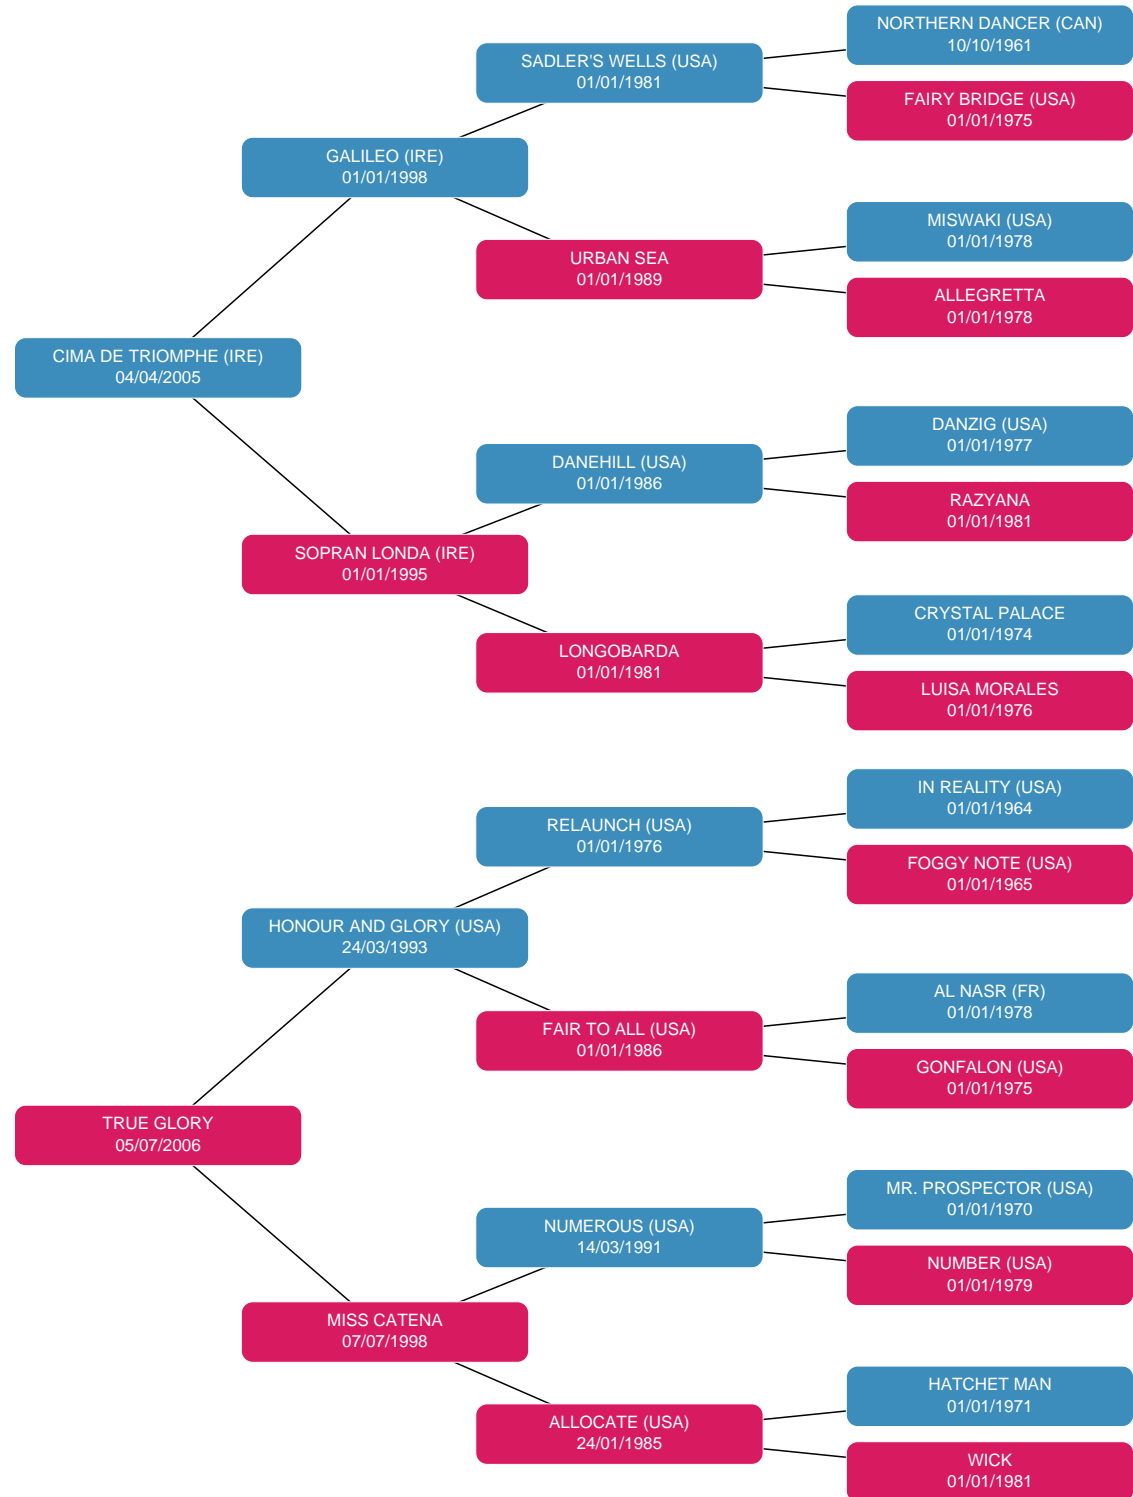 NORTHERN DANCER (CAN)
10/10/1961
SADLER'S WELLS (USA)
01/01/1981
FAIRY BRIDGE (USA)
01/01/1975
GALILEO (IRE)
01/01/1998
MISWAKI (USA)
01/01/1978
URBAN SEA
01/01/1989
ALLEGRETTA
01/01/1978
CIMA DE TRIOMPHE (IRE)
04/04/2005
DANZIG (USA)
01/01/1977
DANEHILL (USA)
01/01/1986
RAZYANA
01/01/1981
SOPRAN LONDA (IRE)
01/01/1995
CRYSTAL PALACE
01/01/1974
LONGOBARDA
01/01/1981
LUISA MORALES
01/01/1976
IN REALITY (USA)
01/01/1964
RELAUNCH (USA)
01/01/1976
FOGGY NOTE (USA)
01/01/1965
HONOUR AND GLORY (USA)
24/03/1993
AL NASR (FR)
01/01/1978
FAIR TO ALL (USA)
01/01/1986
GONFALON (USA)
01/01/1975
TRUE GLORY
05/07/2006
MR. PROSPECTOR (USA)
01/01/1970
NUMEROUS (USA)
14/03/1991
NUMBER (USA)
01/01/1979
MISS CATENA
07/07/1998
HATCHET MAN
01/01/1971
ALLOCATE (USA)
24/01/1985
WICK
01/01/1981